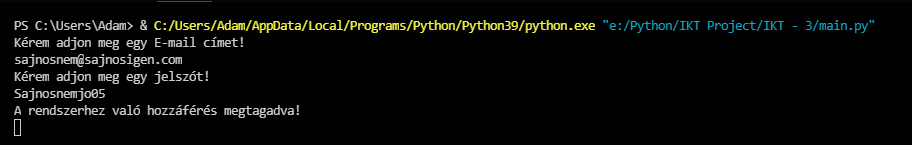 PS C:\Users\Adam> & C:/Users/Adam/AppData/Local/Programs/Python/Python39/python.exe "e:/Python/IKT Project/IKT - 3/main.py"
Kérem adjon meg egy E-mail címet!
sajnosnem@sajnosigen.com
Kérem adjon meg egy jelszót!
Sajnosnemjo05
A rendszerhez való hozzáférés megtagadva!